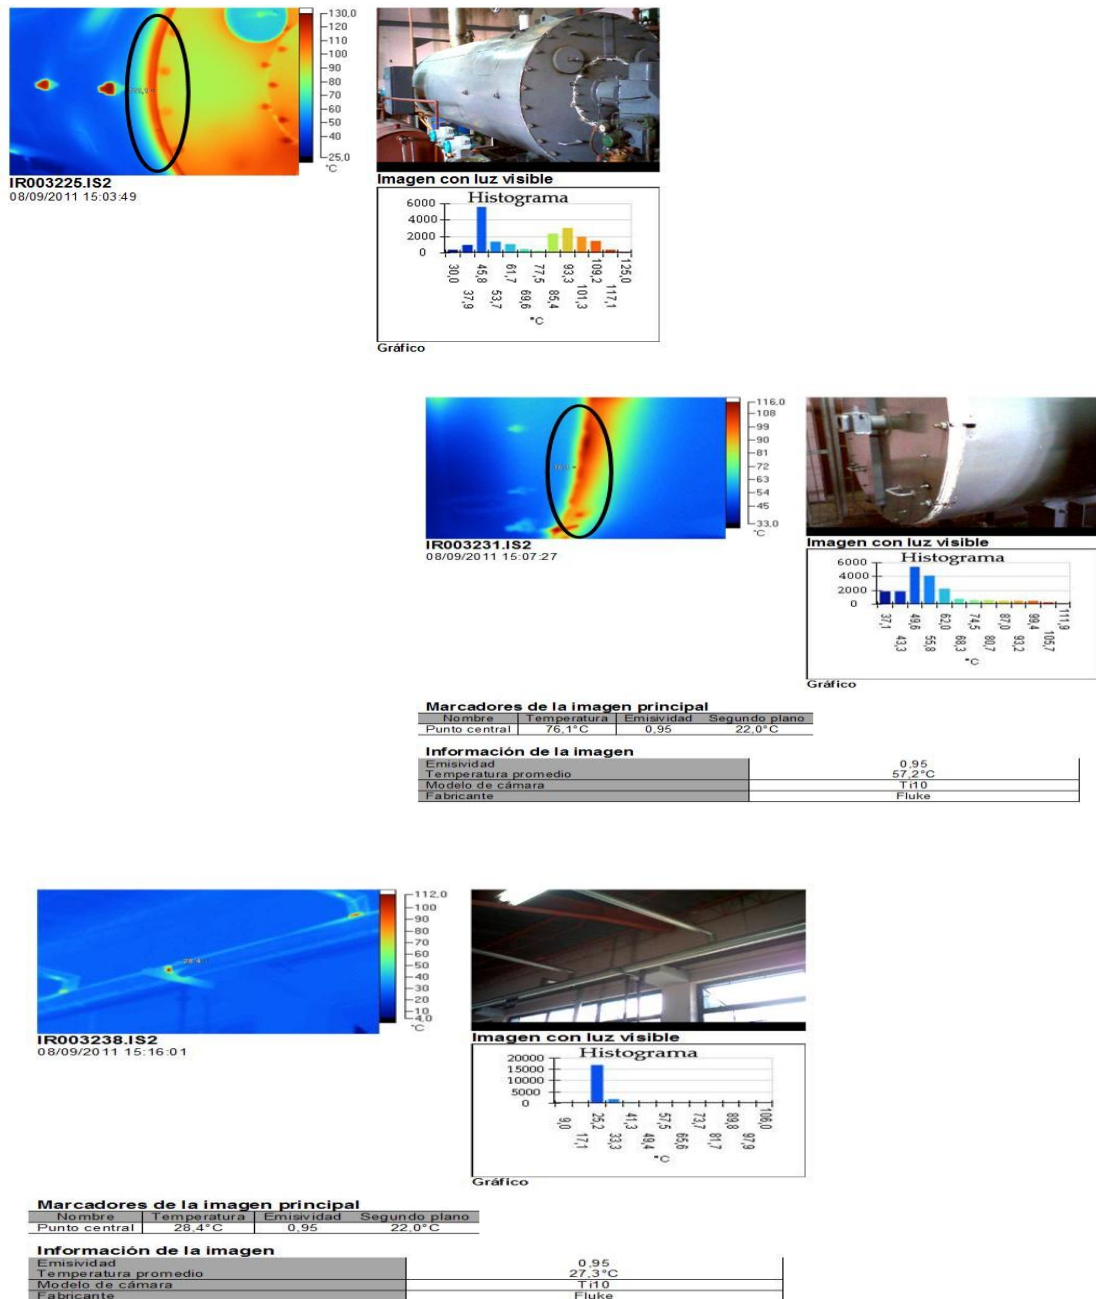 130,0
120
110
100
90
80
70
60
50
40
25,0
°C
IR003225.IS2
08/09/2011 15:03:49
Imagen con luz visible
Histograma
6000
4000
2000
0
30,0 45,8 61,7 77,5 93,3 109,2 125,0
37,9 53,7 69,6 85,4 101,3 117,1
°C
Gráfico
116,0
108
99
90
81
72
63
54
45
33,0
°C
IR003231.IS2
08/09/2011 15:07:27
Imagen con luz visible
Histograma
6000
4000
2000
0
37,1 49,6 62,0 74,5 87,0 99,4 111,9
43,3 55,8 68,3 80,7 93,2 105,7
°C
Gráfico
Marcadores de la imagen principal
Nombre Temperatura Emisividad Segundo plano
Punto central 76,1°C 0,95 22,0°C
Información de la imagen
Emisividad 0,95
Temperatura promedio 57,2°C
Modelo de cámara Ti10
Fabricante Fluke
112,0
100
90
80
70
60
50
40
30
20
10
4,0
°C
28,4
IR003238.IS2
08/09/2011 15:16:01
Imagen con luz visible
Histograma
20000
15000
10000
5000
0
9,0 25,2 41,3 57,5 73,7 89,8 106,0
17,1 33,3 49,4 65,6 81,7 97,9
°C
Gráfico
Marcadores de la imagen principal
Nombre Temperatura Emisividad Segundo plano
Punto central 28,4°C 0,95 22,0°C
Información de la imagen
Emisividad 0,95
Temperatura promedio 27,3°C
Modelo de cámara Ti10
Fabricante Fluke